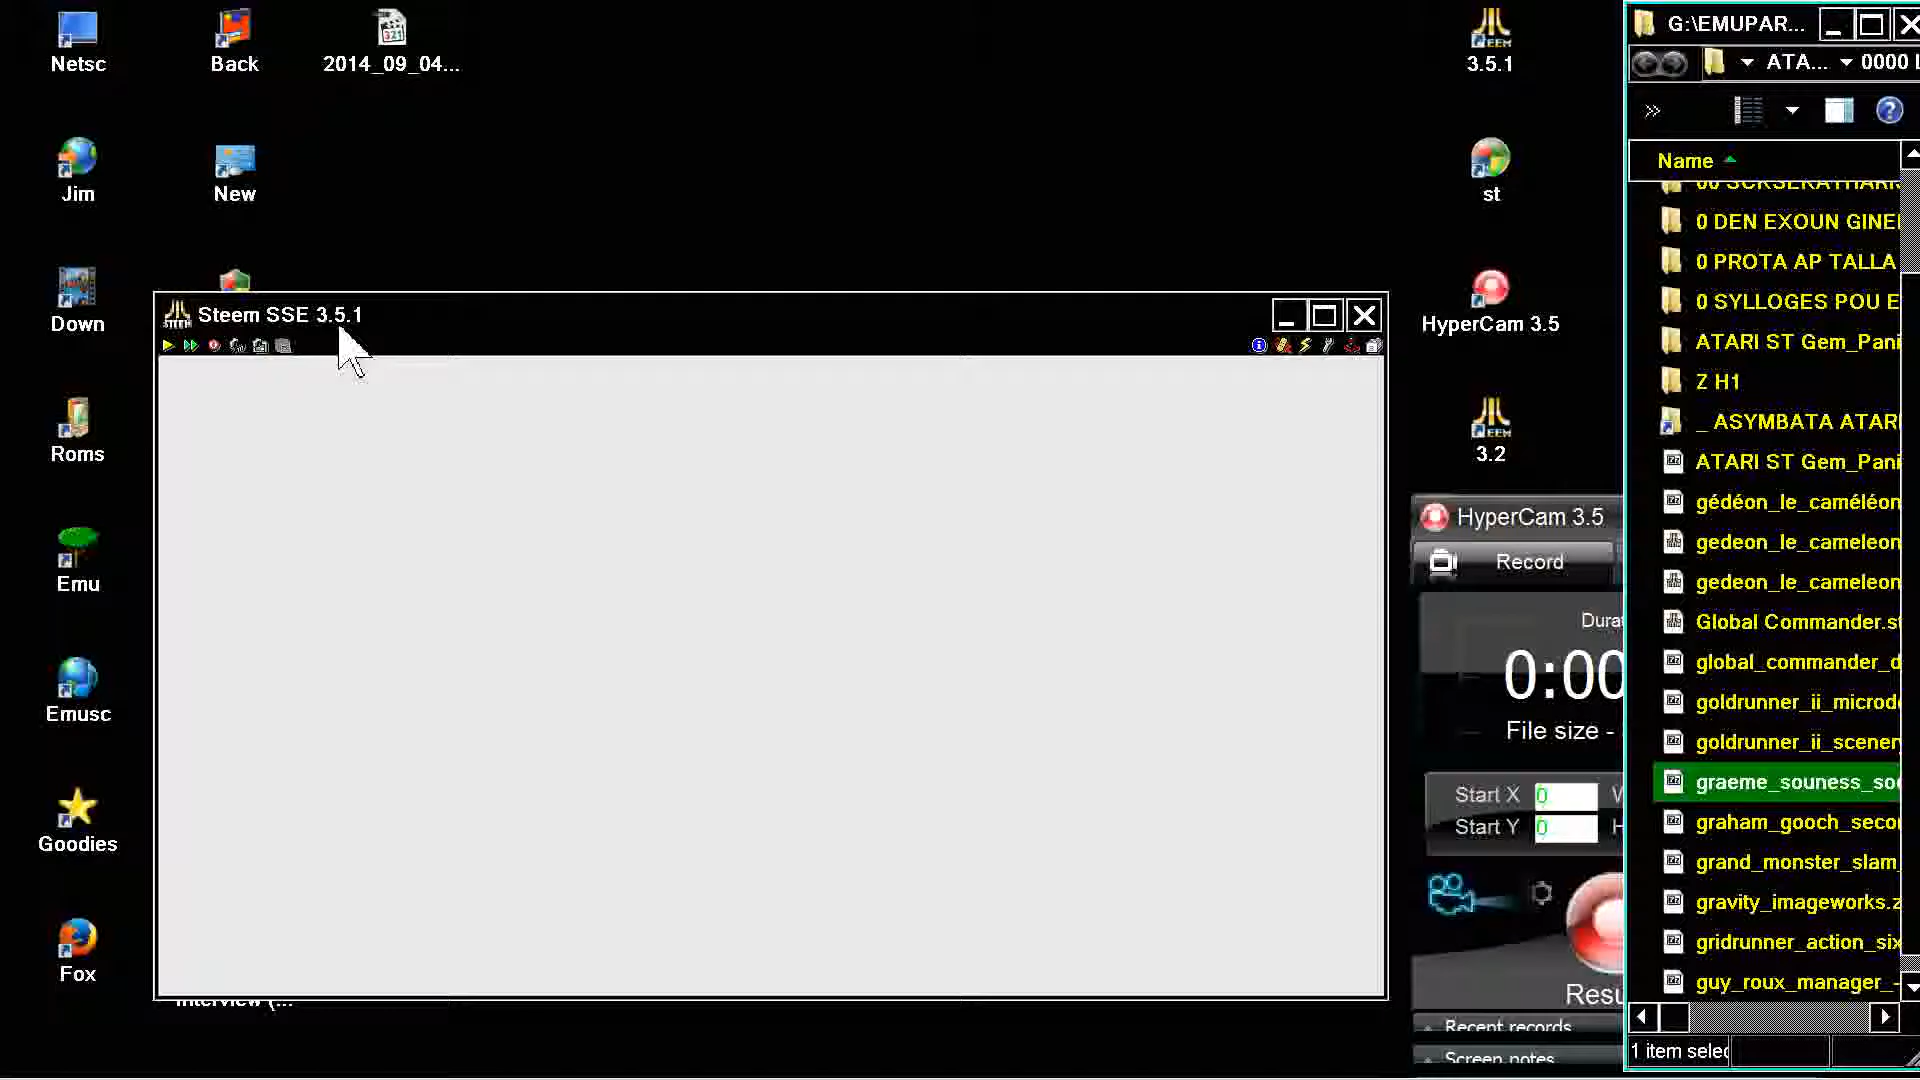 Netsc
Back
2014_09_04...
3.5.1
Jim
New
st
Down
HyperCam 3.5
Roms
3.2
Emu
Emusc
Goodies
Fox
Steem SSE 3.5.1
HyperCam 3.5
Record
0:00
File size -
Start X 0
Start Y 0
Recent records
Screen notes
G:\EMUPAR...
ATA... 0000
Name
0 DEN EXOUN GINE
0 PROTA AP TALLA
0 SYLLOGES POU E
ATARI ST Gem_Pani
Z H1
_ ASYMBATA ATAR
ATARI ST Gem_Pani
gédéon_le_caméléon
gedeon_le_cameleon
gedeon_le_cameleon
Global Commander.s
global_commander_d
goldrunner_ii_microd
goldrunner_ii_scener
graeme_souness_so
graham_gooch_seco
grand_monster_slam
gravity_imageworks.z
gridrunner_action_six
guy_roux_manager_-
1 item selec